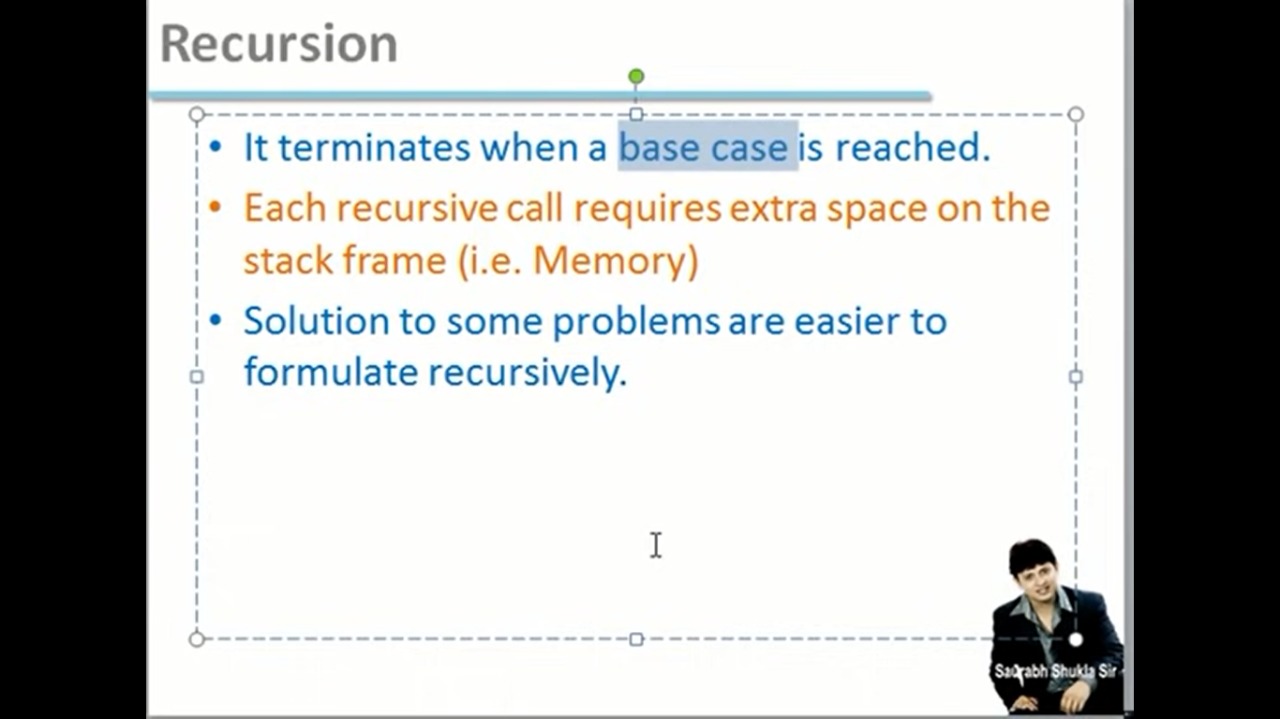 Recursion
• It terminates when a base case is reached.
• Each recursive call requires extra space on the
stack frame (i.e. Memory)
• Solution to some problems are easier to
formulate recursively.
Saurabh Shukla Sir